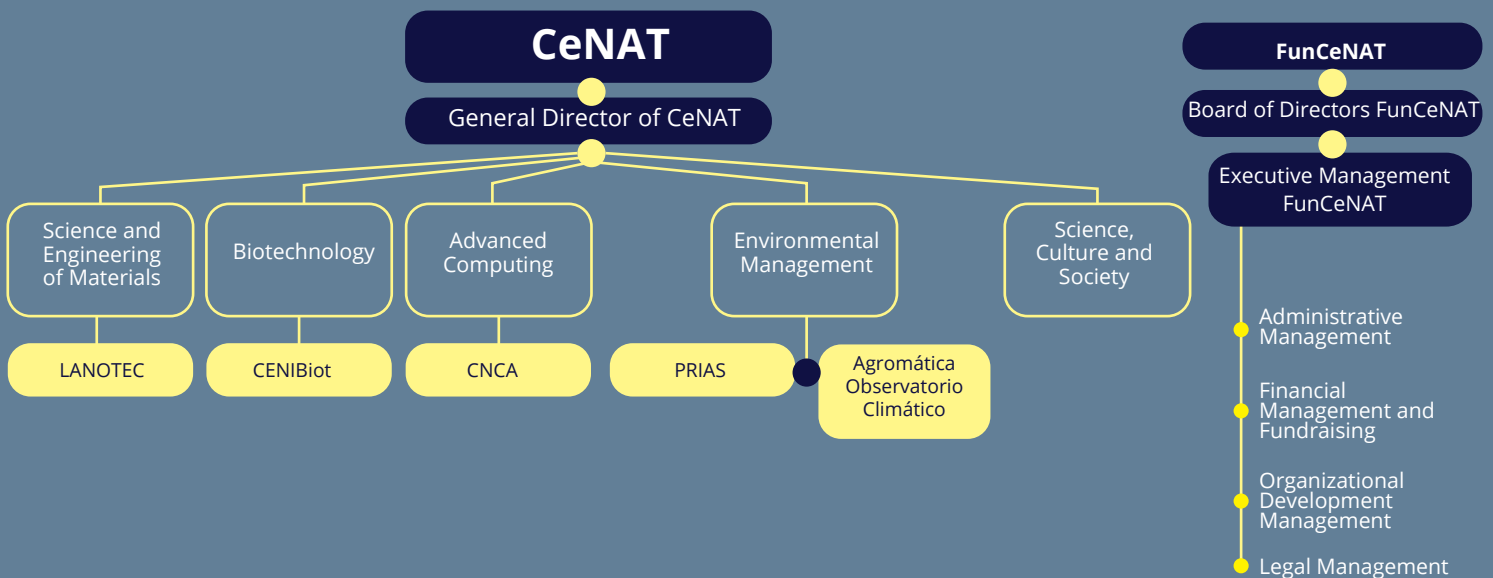 CeNAT
General Director of CeNAT
Science and
Engineering
of Materials
Biotechnology
Advanced
Computing
Environmental
Management
Science,
Culture and
Society
LANOTEC
CENIBiot
CNCA
PRIAS
Agromática
Observatorio
Climático
FunCeNAT
Board of Directors FunCeNAT
Executive Management
FunCeNAT
Administrative
Management
Financial
Management and
Fundraising
Organizational
Development
Management
Legal Management